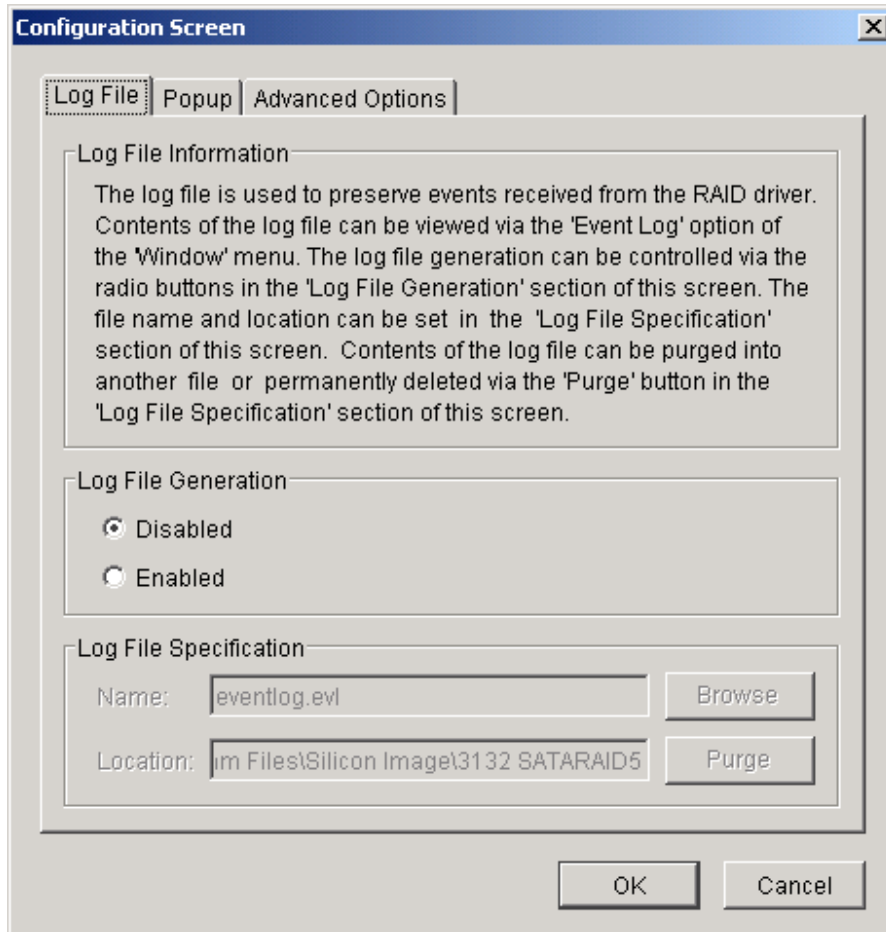 Configuration Screen
Log File Popup Advanced Options
Log File Information
The log file is used to preserve events received from the RAID driver.
Contents of the log file can be viewed via the 'Event Log' option of
the 'Window' menu. The log file generation can be controlled via the
radio buttons in the 'Log File Generation' section of this screen. The
file name and location can be set in the 'Log File Specification'
section of this screen. Contents of the log file can be purged into
another file or permanently deleted via the 'Purge' button in the
'Log File Specification' section of this screen.
Log File Generation
Disabled
Enabled
Log File Specification
Name: eventlog.evl Browse
Location: Files\Silicon Image\3132 SATARAID5 Purge
OK Cancel